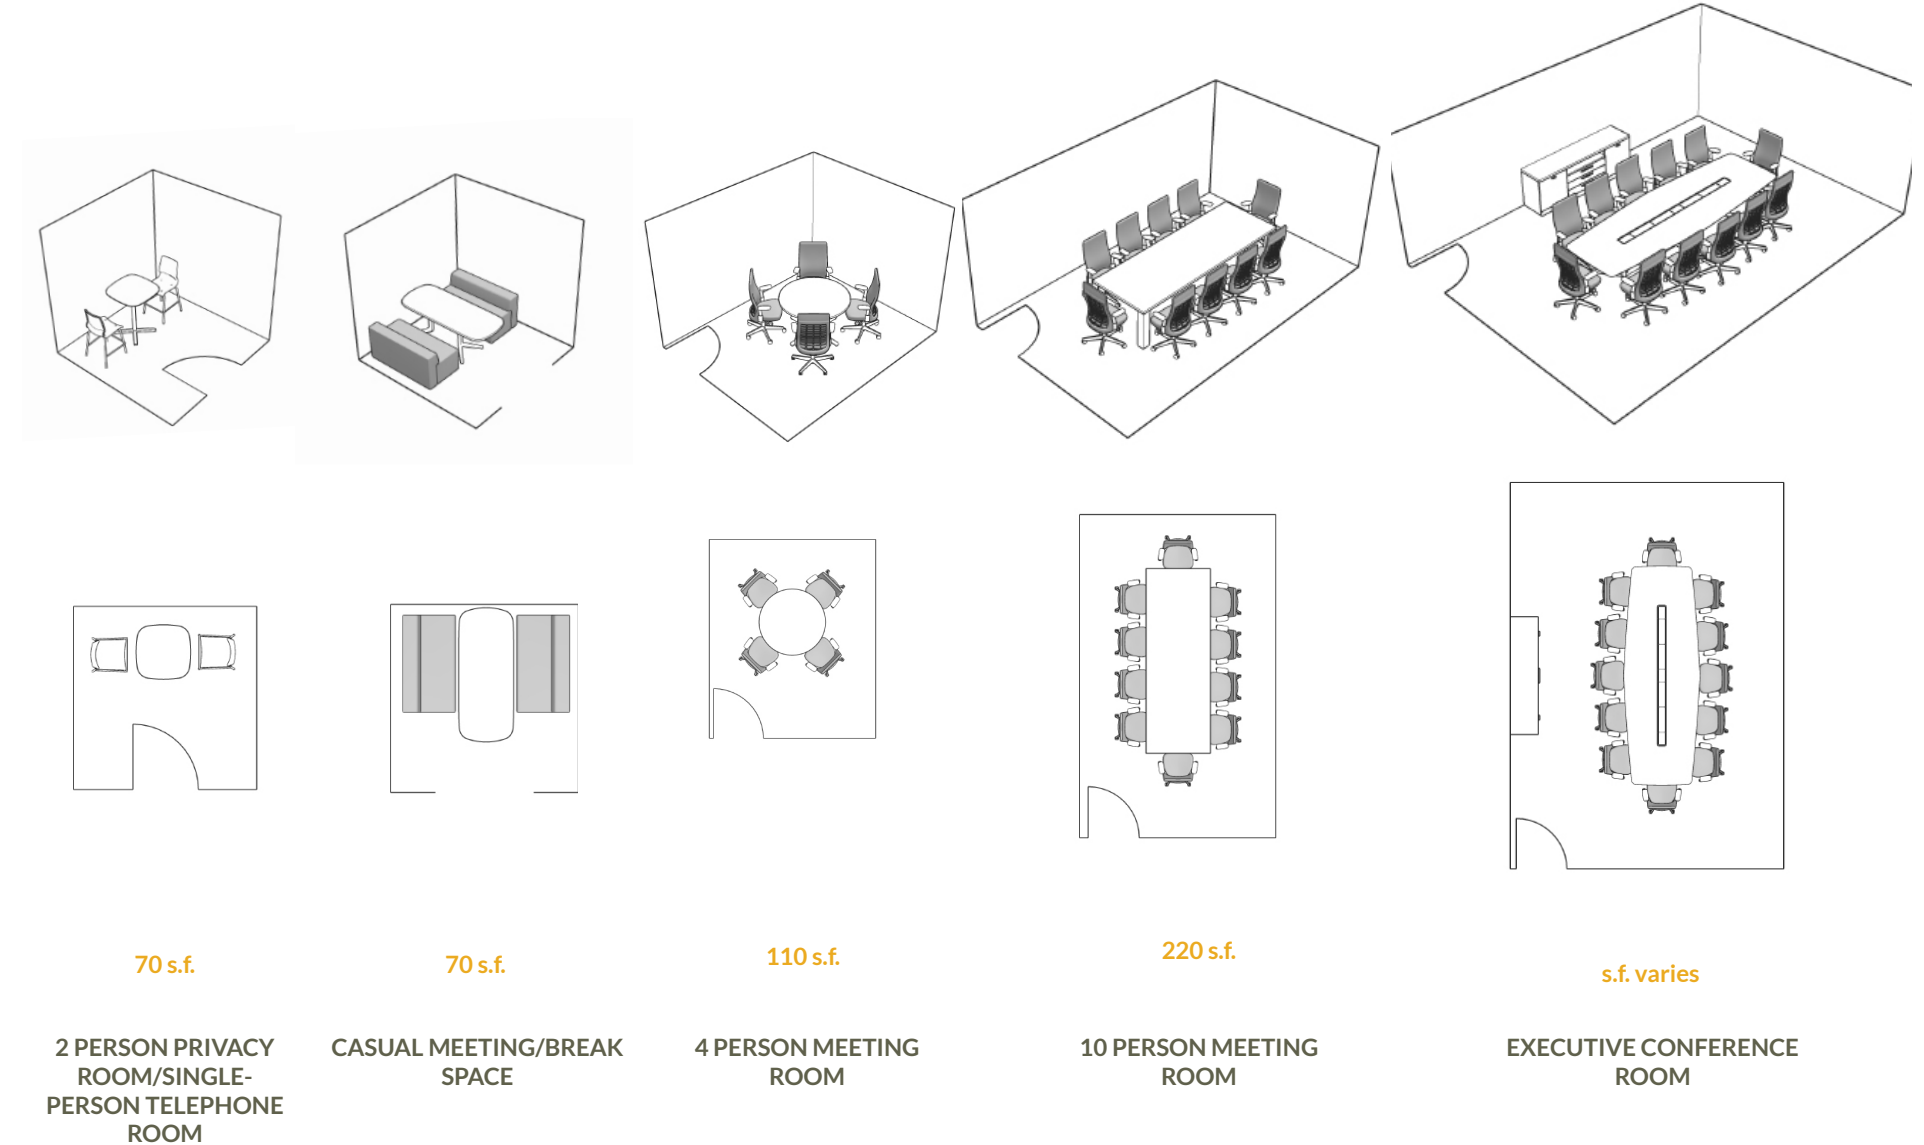 70 s.f.
70 s.f.
110 s.f.
220 s.f.
s.f. varies
2 PERSON PRIVACY
ROOM/SINGLE-
PERSON TELEPHONE
ROOM
CASUAL MEETING/BREAK
SPACE
4 PERSON MEETING
ROOM
10 PERSON MEETING
ROOM
EXECUTIVE CONFERENCE
ROOM